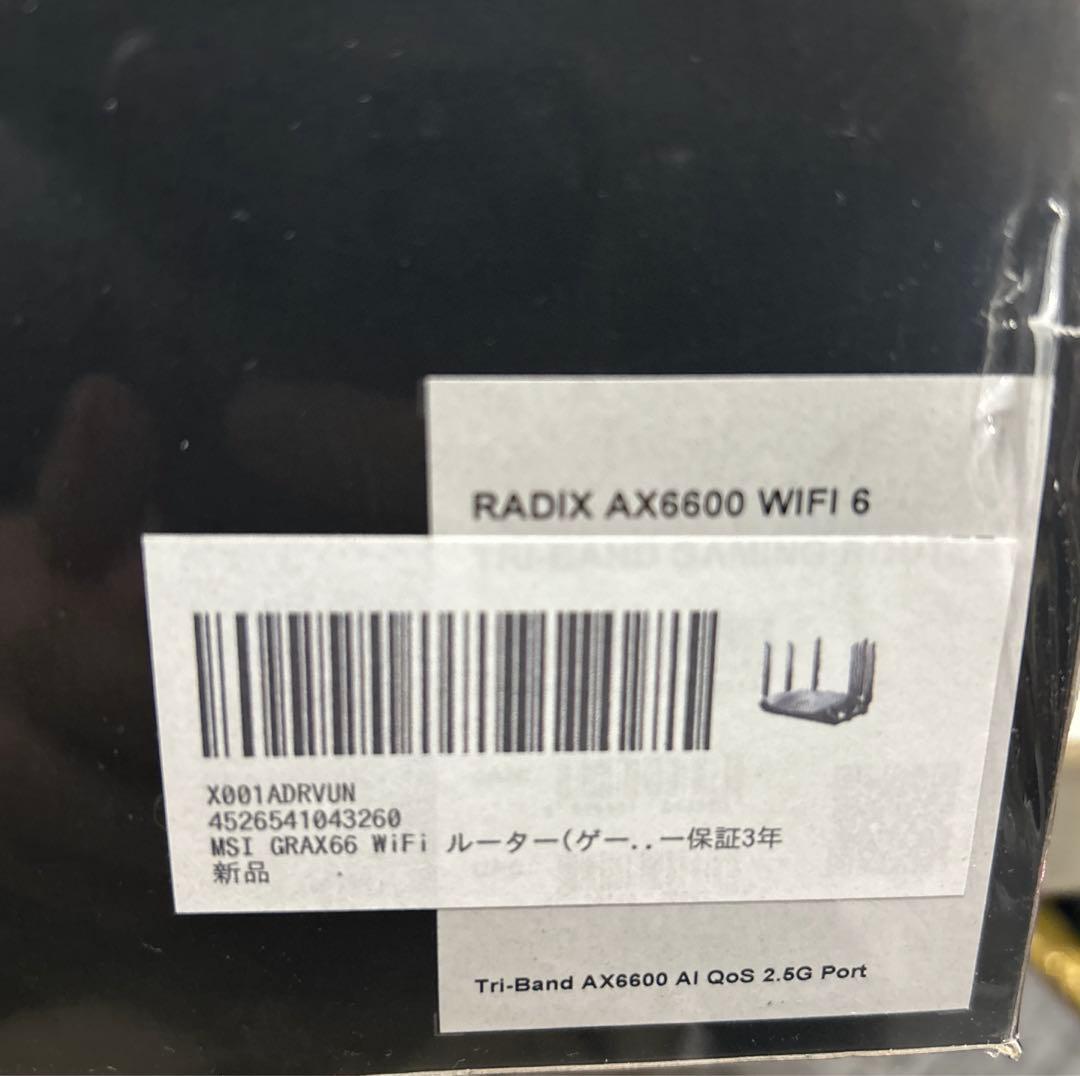 RADIX AX6600 WIFI 6
X001ADRVUN
4526541043260
MSI GRAX66 WiFi ルーター(ゲー..ー保証3年
新品
Tri-Band AX6600 AI QoS 2.5G Port